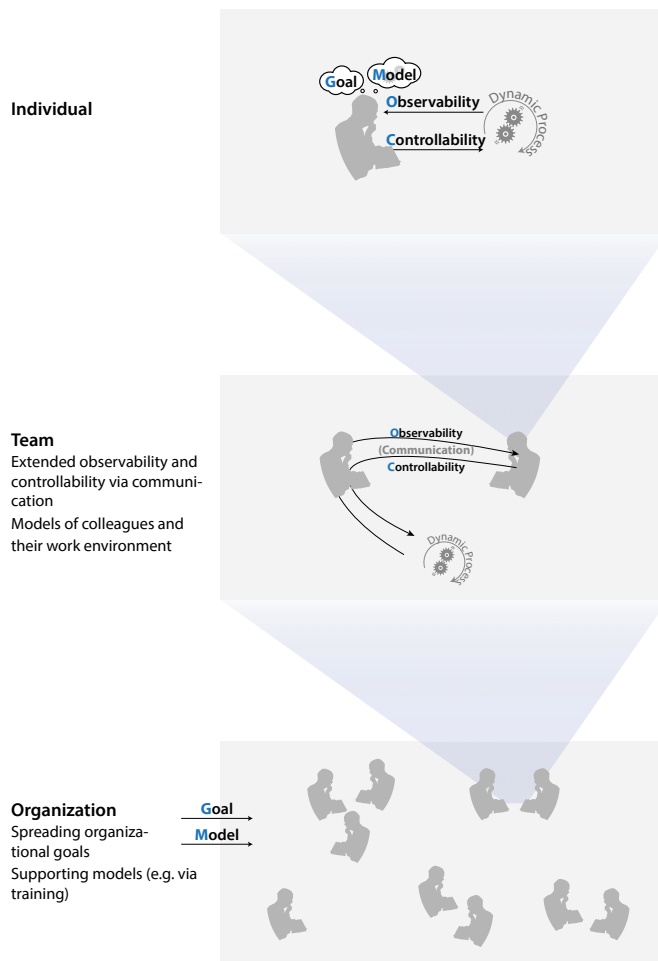 Individual
Goal
Model
Observability
Controllability
Dynamic Process
Team
Extended observability and
controllability via communi-
cation
Models of colleagues and
their work environment
Observability
(Communication)
Controllability
Dynamic Process
Organization
Spreading organiza-
tional goals
Supporting models (e.g. via
training)
Goal
Model